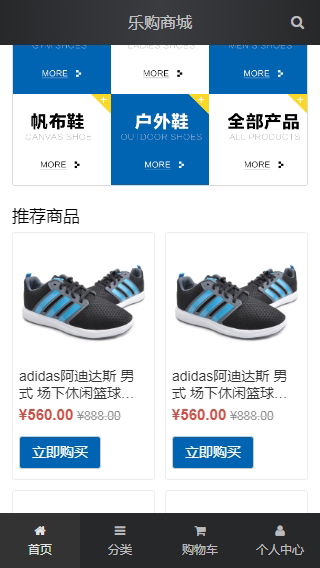 乐购商城
GYM SHOES LADIES SHOES MEN'S SHOES
MORE MORE MORE
帆布鞋 户外鞋 全部产品
CANVAS SHOE OUTDOOR SHOES ALL PRODUCTS
MORE MORE MORE
推荐商品
adidas阿迪达斯 男
式 场下休闲篮球…
¥560.00 ¥888.00
立即购买
adidas阿迪达斯 男
式 场下休闲篮球…
¥560.00 ¥888.00
立即购买
首页 分类 购物车 个人中心